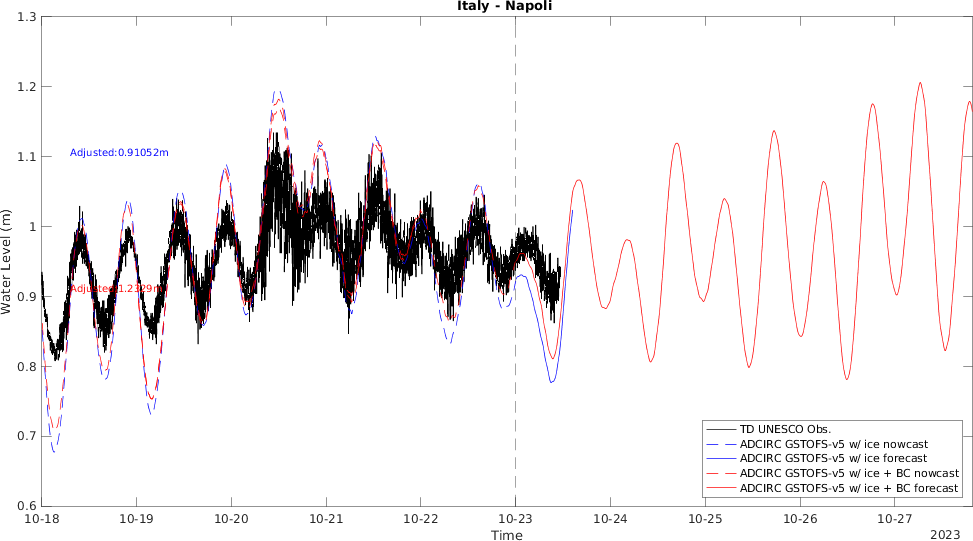 Italy - Napoli
1.3
1.2
1.1
1
0.9
0.8
0.7
0.6
Water Level (m)
Adjusted:0.91052m
Adjusted:1.2329m
10-18
10-19
10-20
10-21
10-22
10-23
10-24
10-25
10-26
10-27
Time
2023
TD UNESCO Obs.
ADCIRC GSTOFS-v5 w/ ice nowcast
ADCIRC GSTOFS-v5 w/ ice forecast
ADCIRC GSTOFS-v5 w/ ice + BC nowcast
ADCIRC GSTOFS-v5 w/ ice + BC forecast